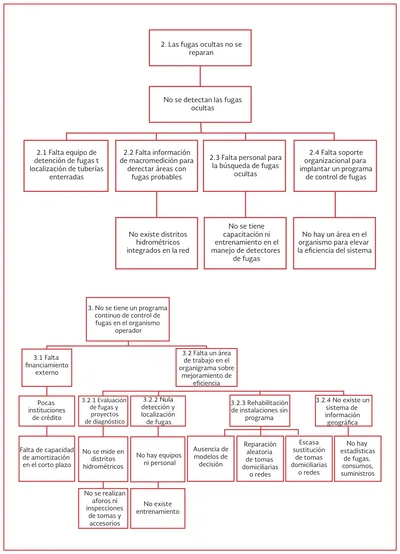 2. Las fugas ocultas no se
reparan
No se detectan las fugas
ocultas
2.1 Falta equipo de
detención de fugas t
localización de tuberías
enterradas
2.2 Falta información
de macromedición para
derectar áreas con
fugas probables
2.3 Falta personal para
la búsqueda de fugas
ocultas
2.4 Falta soporte
organizacional para
implantar un programa
de control de fugas
No existe distritos
hidrométricos
integrados en la red
No se tiene
capacitación ni
entrenamiento en el
manejo de detectores
de fugas
No hay un área en el
organismo para elevar
la eficiencia del sistema
3. No se tiene un programa
continuo de control de
fugas en el organismo
operador
3.1 Falta
financiamiento
externo
3.2 Falta un área
de trabajo en el
organigrama sobre
mejoramiento de
eficiencia
Pocas
instituciones
de crédito
3.2.1 Evaluación
de fugas y
proyectos
de diagnóstico
3.2.2 Nula
detección y
localización
de fugas
3.2.3 Rehabilitación
de instalaciones sin
programa
3.2.4 No existe un
sistema de
información
geográfica
Falta de capacidad
de amortización
en el corto plazo
No se mide en
distritos
hidrométricos
No hay equipos
ni personal
Ausencia de
modelos de
decisión
Reparación
aleatoria
de tomas
domiciliarias
o redes
Escasa
sustitución
de tomas
domiciliarias
o redes
No hay
estadísticas
de fugas,
consumos,
suministros
No se realizan
aforos ni
inspecciones
de tomas y
accesorios
No existe
entrenamiento